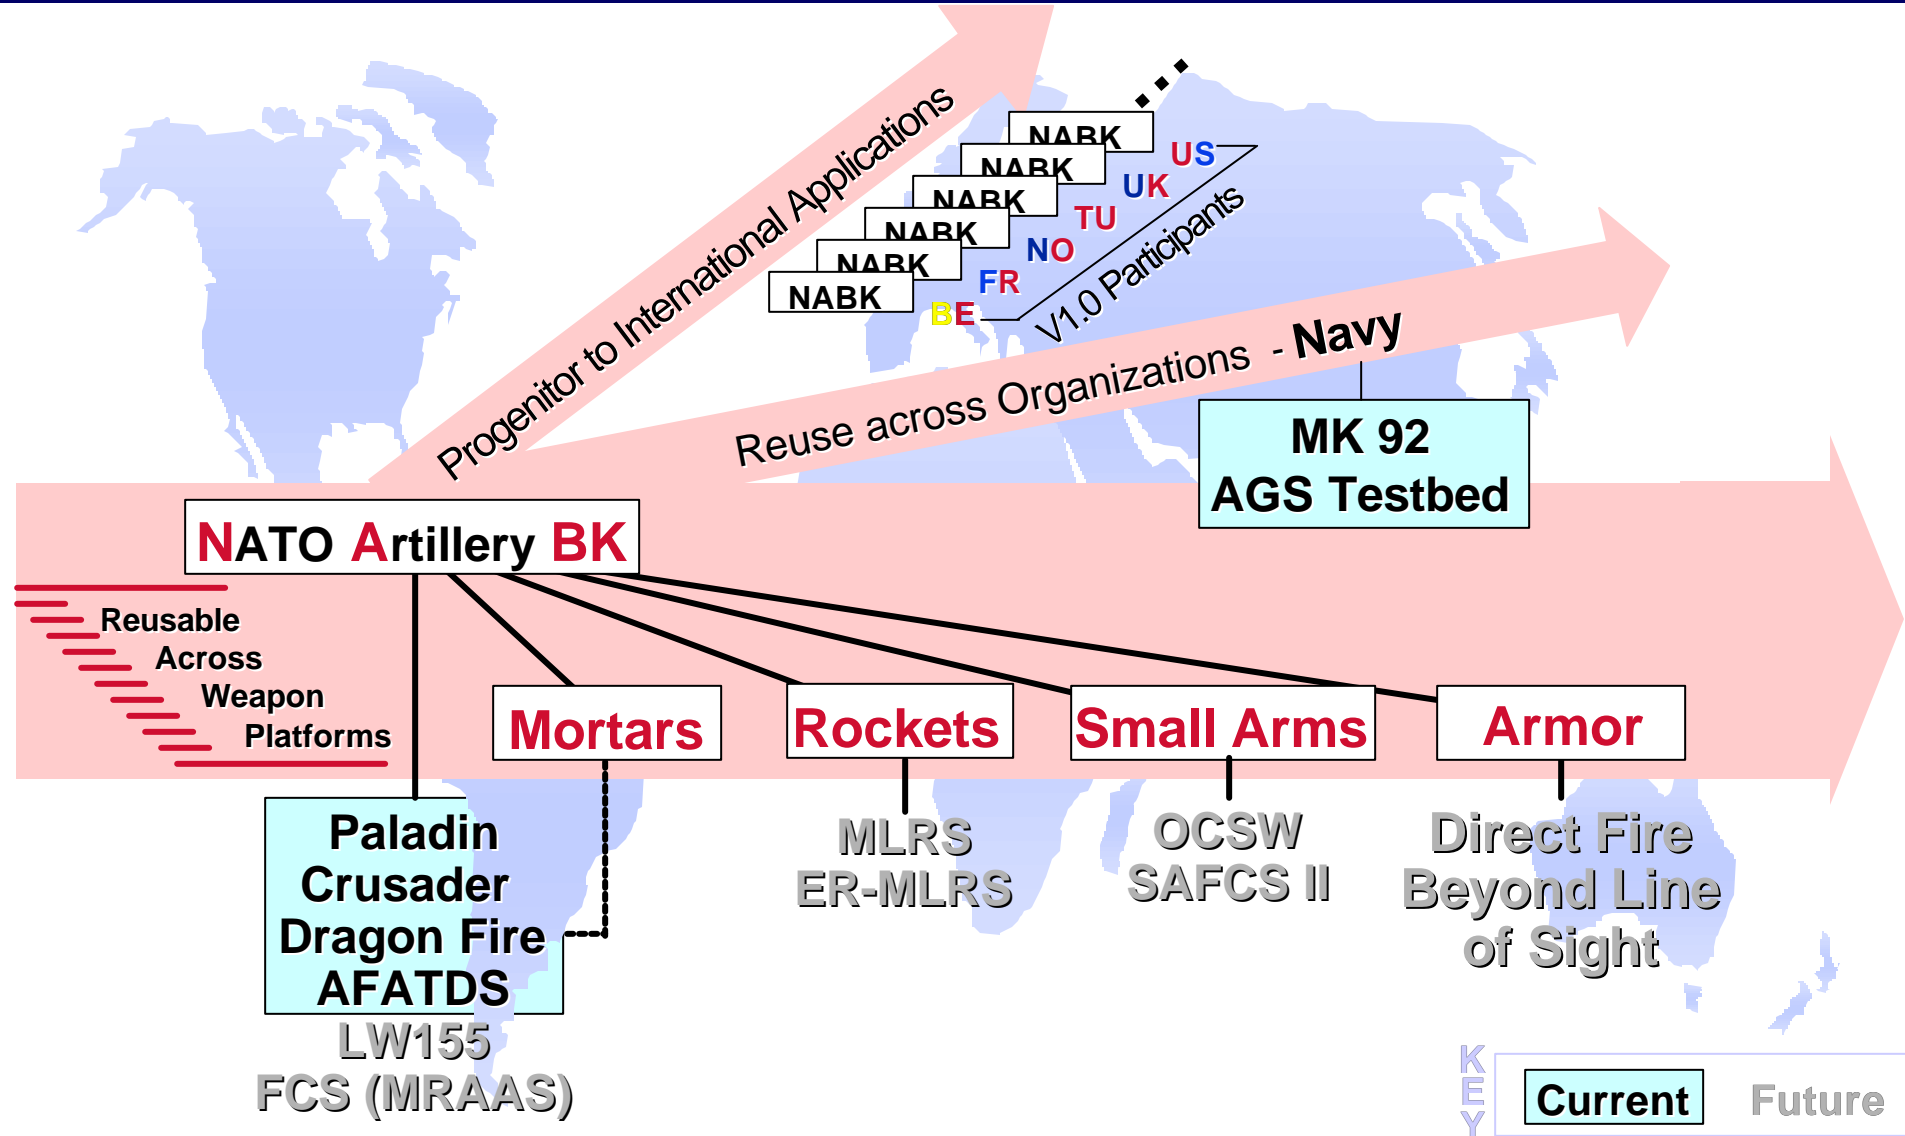 Progenitor to International Applications
NABK
NABK
NABK
NABK
NABK
NABK
US
UK
TU
NO
FR
BE
V1.0 Participants
Reuse across Organizations - Navy
MK 92
AGS Testbed
NATO Artillery BK
Reusable
Across
Weapon
Platforms
Mortars
Rockets
Small Arms
Armor
Paladin
Crusader
Dragon Fire
AFATDS
LW155
FCS (MRAAS)
MLRS
ER-MLRS
OCSW
SAFCS II
Direct Fire
Beyond Line
of Sight
KEY
Current
Future